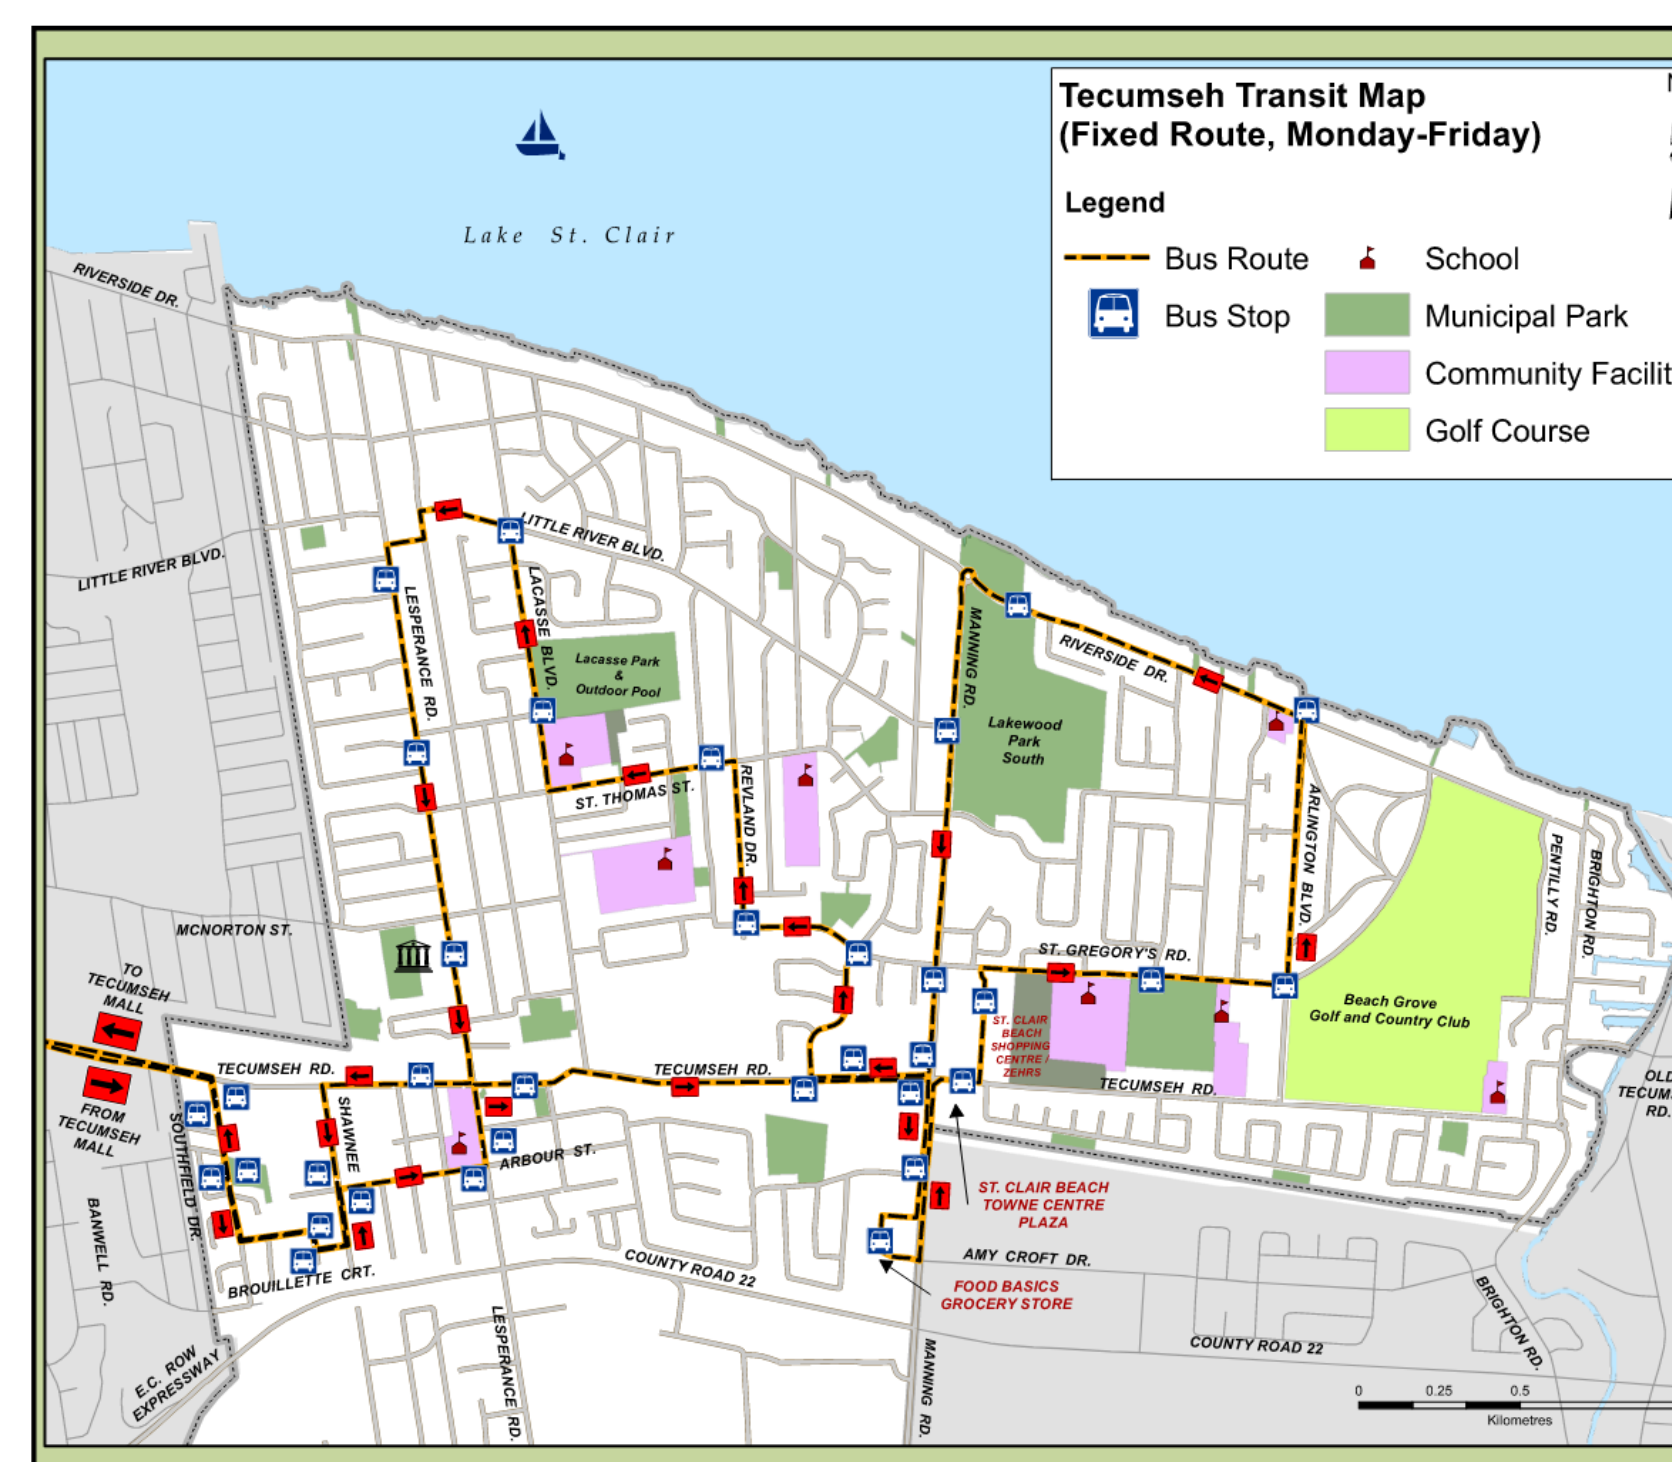 Tecumseh Transit Map
(Fixed Route, Monday-Friday)
Legend
Bus Route
School
Bus Stop
Municipal Park
Community Facilit
Golf Course
Lake St. Clair
RIVERSIDE DR.
LITTLE RIVER BLVD.
LITTLE RIVER BLVD.
LESPERANCE RD.
LACASSE BLVD.
Lacasse Park
&
Outdoor Pool
MANNING RD.
RIVERSIDE DR.
Lakewood
Park
South
ST. THOMAS ST.
REVLAND DR.
ARLINGTON BLVD.
PENTILLY RD.
BRIGHTON RD.
MCNORTON ST.
ST. GREGORY'S RD.
TO
TECUMSEH
MALL
Beach Grove
Golf and Country Club
ST. CLAIR
BEACH
SHOPPING
CENTRE /
ZEHRS
TECUMSEH RD.
TECUMSEH RD.
TECUMSEH RD.
OLD
TECUM
RD.
FROM
TECUMSEH
MALL
SOUTHFIELD DR.
SHAWNEE
ARBOUR ST.
ST. CLAIR BEACH
TOWNE CENTRE
PLAZA
BANWELL RD.
BROUILLETTE CRT.
COUNTY ROAD 22
AMY CROFT DR.
FOOD BASICS
GROCERY STORE
BRIGHTON RD.
COUNTY ROAD 22
E.C. ROW
EXPRESSWAY
LESPERANCE RD.
MANNING RD.
0 0.25 0.5
Kilometres